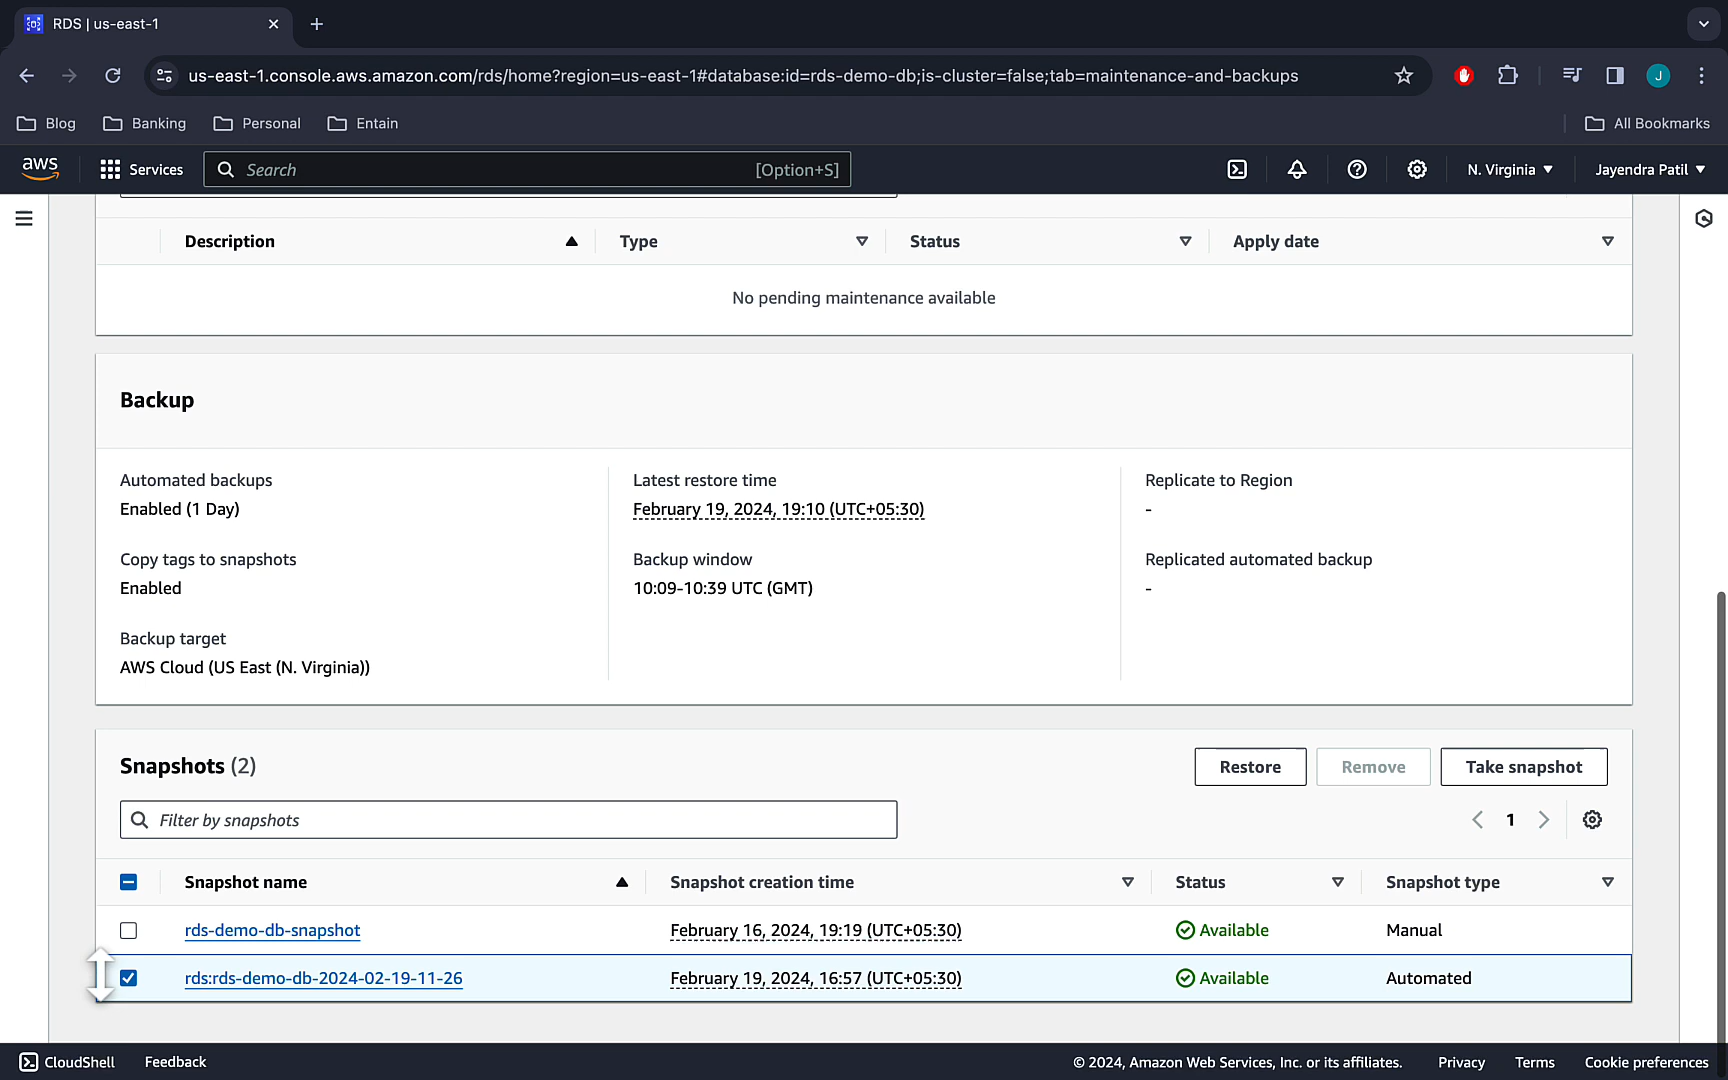 RDS | us-east-1
us-east-1.console.aws.amazon.com/rds/home?region=us-east-1#database:id=rds-demo-db;is-cluster=false;tab=maintenance-and-backups
J
Blog Banking Personal Entain All Bookmarks
aws Services Search [Option+S] N. Virginia Jayendra Patil
Description Type Status Apply date
No pending maintenance available
Backup
Automated backups Latest restore time Replicate to Region
Enabled (1 Day) February 19, 2024, 19:10 (UTC+05:30) -
Copy tags to snapshots Backup window Replicated automated backup
Enabled 10:09-10:39 UTC (GMT) -
Backup target
AWS Cloud (US East (N. Virginia))
Snapshots (2) Restore Remove Take snapshot
Filter by snapshots 1
Snapshot name Snapshot creation time Status Snapshot type
rds-demo-db-snapshot February 16, 2024, 19:19 (UTC+05:30) Available Manual
rds:rds-demo-db-2024-02-19-11-26 February 19, 2024, 16:57 (UTC+05:30) Available Automated
CloudShell Feedback © 2024, Amazon Web Services, Inc. or its affiliates. Privacy Terms Cookie preferences